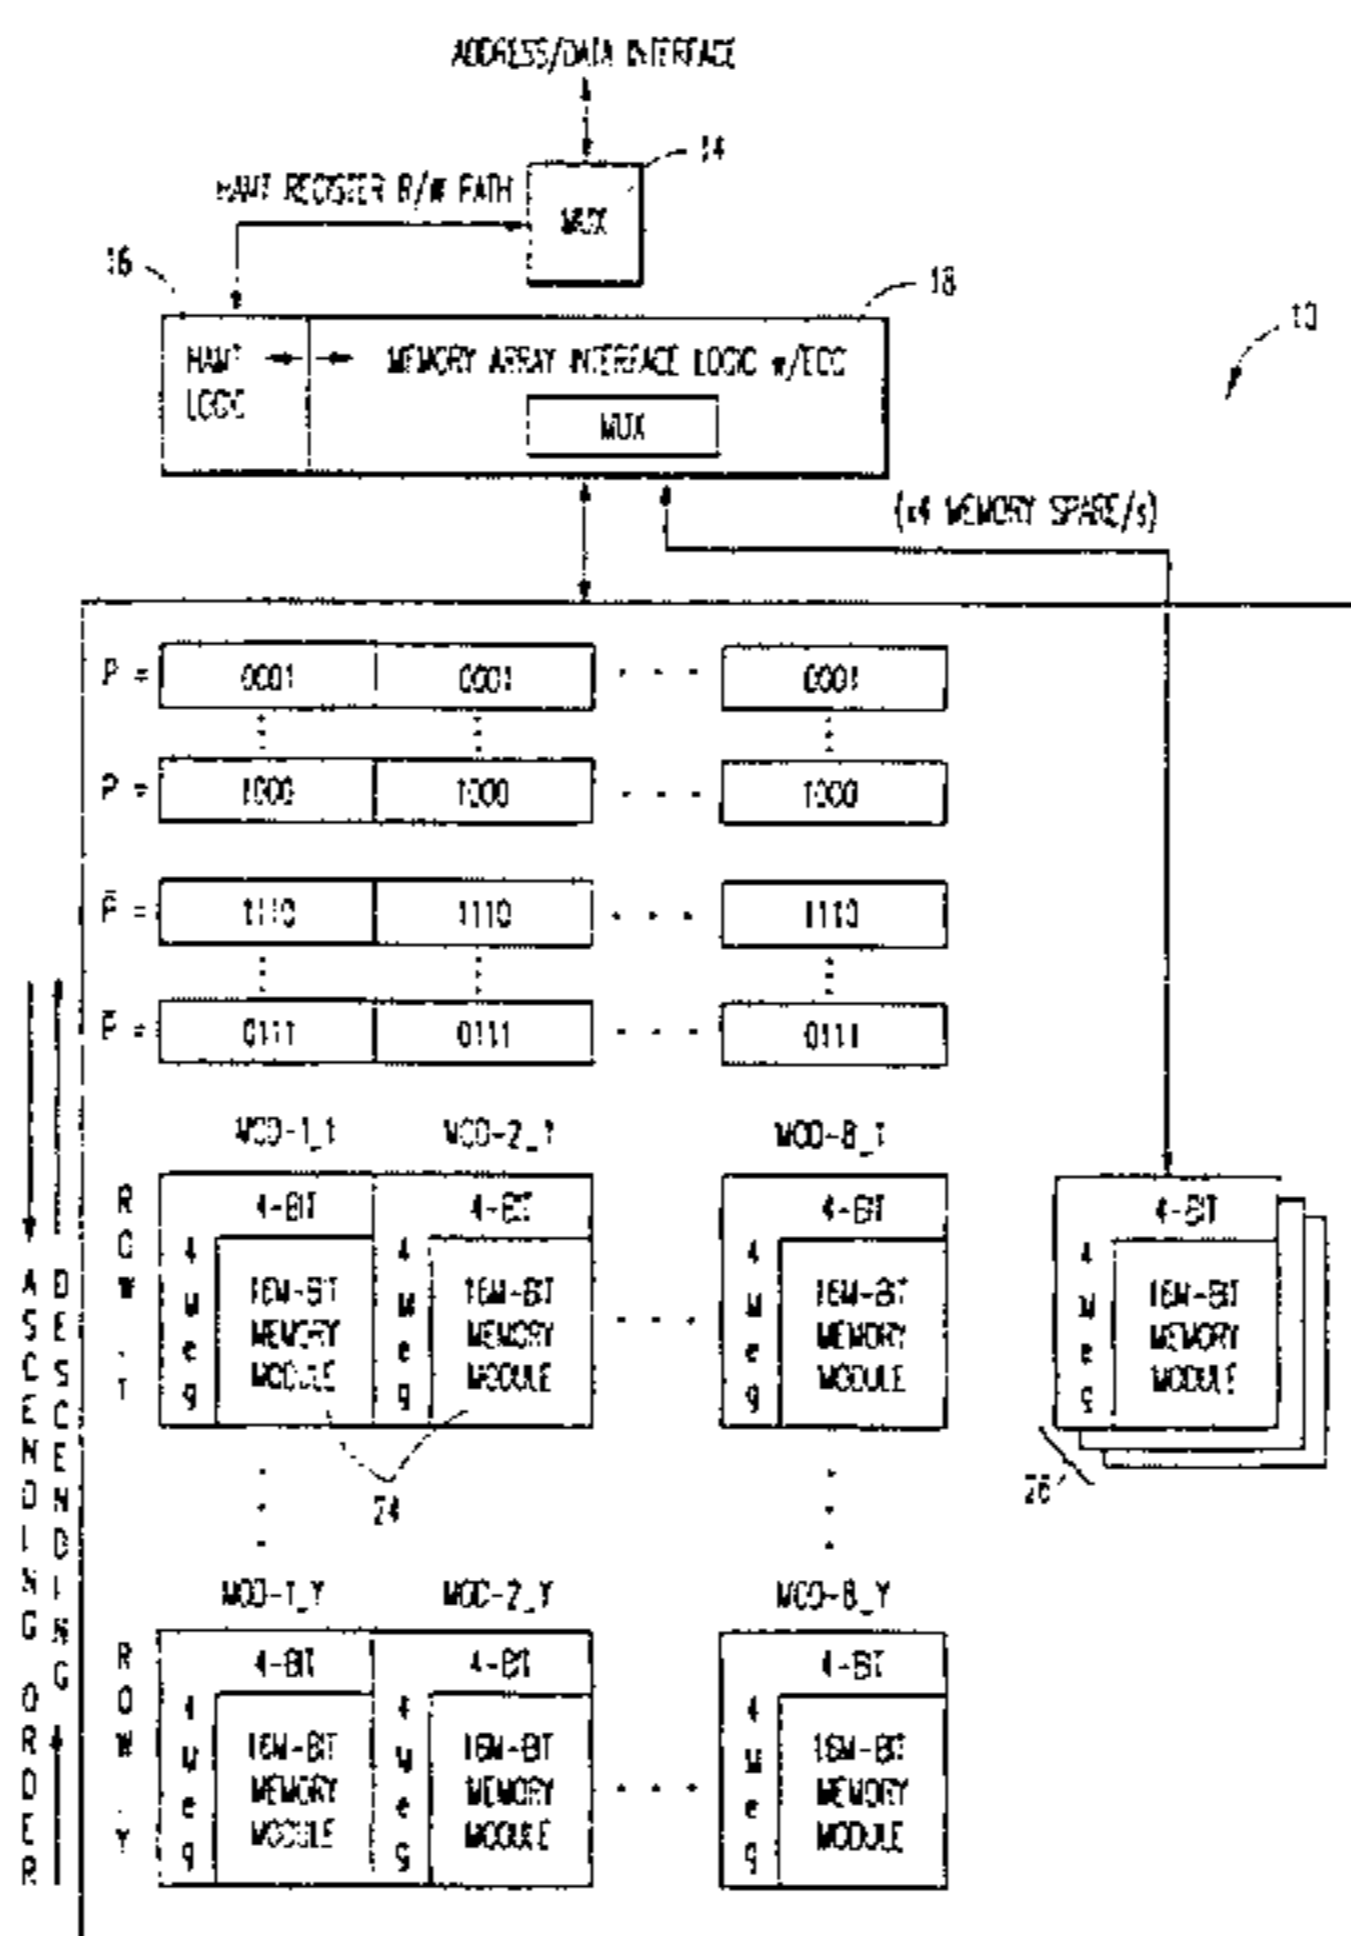 ADDRESS/DATA INTERFACE
14
HAMT REGISTER R/W PATH
MUX
16
18
10
HAMT
LOGIC
MEMORY ARRAY INTERFACE LOGIC w/ECC
MUX
(x4 MEMORY SPARE/s)
P = 0001 0001 . . . 0001
P = 1000 1000 . . . 1000
P̅ = 1110 1110 . . . 1110
P̅ = 0111 0111 . . . 0111
MOD-1_1 MOD-2_1 MOD-8_1
ROW.1
4-BIT 4-BIT 4-BIT 4-BIT
4 Meg 4 Meg 4 Meg 4 Meg
16M-BIT 16M-BIT 16M-BIT 16M-BIT
MEMORY MEMORY . . . MEMORY MEMORY
MODULE MODULE MODULE MODULE
24
26
ASCENDING ORDER
DESCENDING
MOD-1_Y MOD-2_Y MOD-8_Y
ROW.Y
4-BIT 4-BIT 4-BIT
4 Meg 4 Meg 4 Meg
16M-BIT 16M-BIT 16M-BIT
MEMORY MEMORY . . . MEMORY
MODULE MODULE MODULE